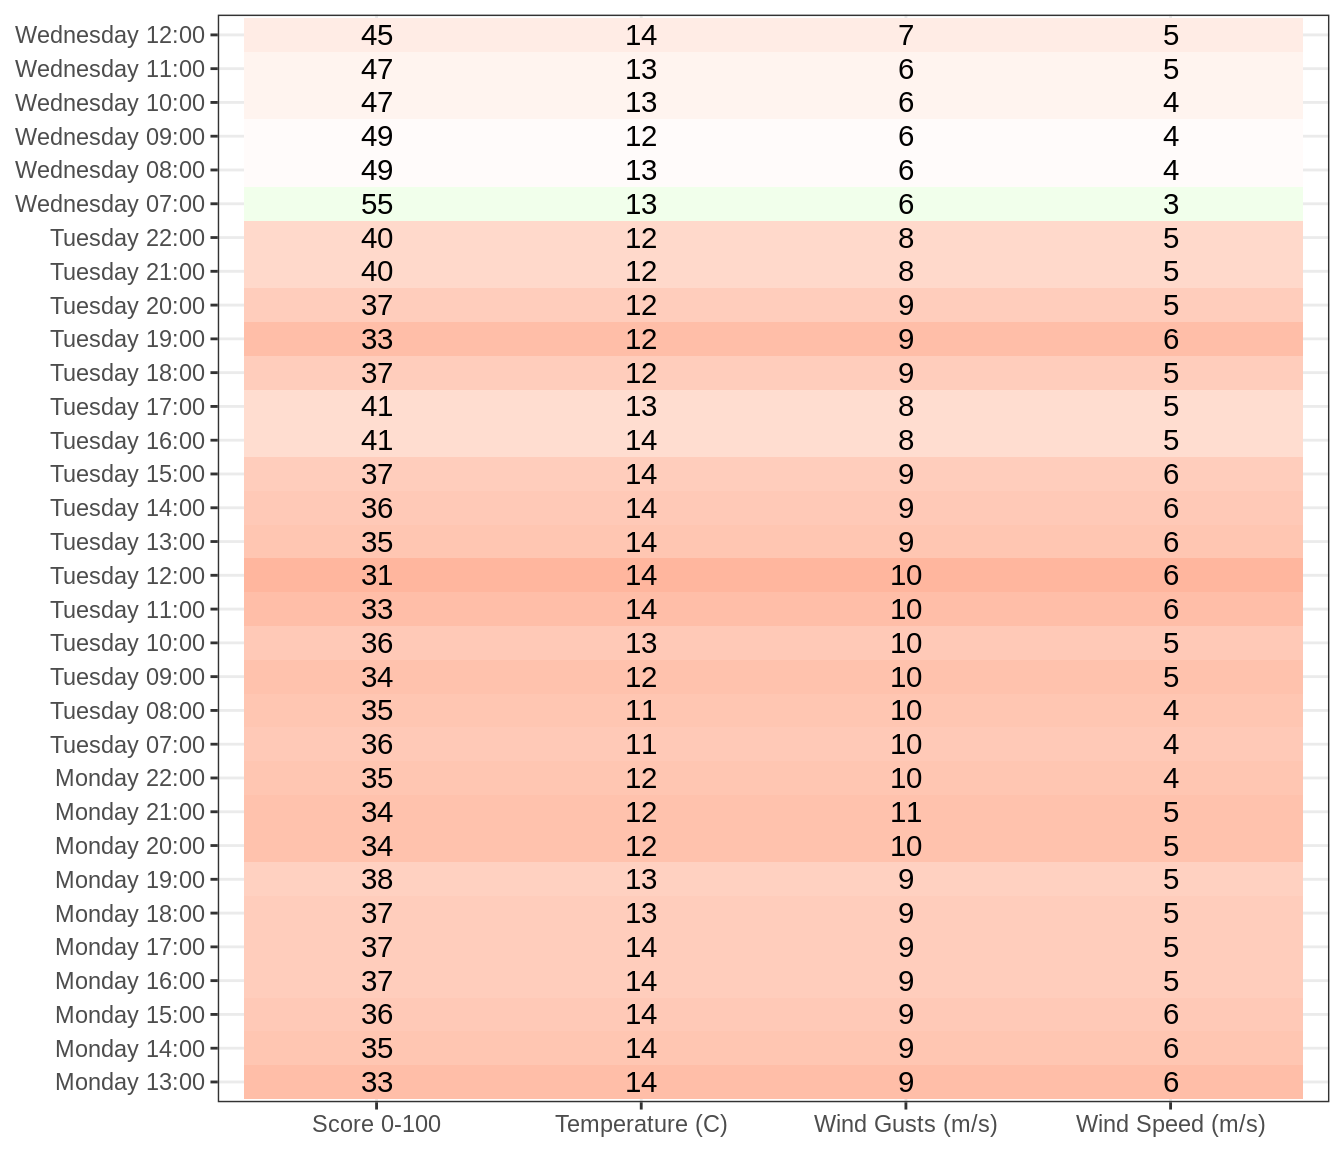 Wednesday 12:00 45 14 7 5
Wednesday 11:00 47 13 6 5
Wednesday 10:00 47 13 6 4
Wednesday 09:00 49 12 6 4
Wednesday 08:00 49 13 6 4
Wednesday 07:00 55 13 6 3
Tuesday 22:00 40 12 8 5
Tuesday 21:00 40 12 8 5
Tuesday 20:00 37 12 9 5
Tuesday 19:00 33 12 9 6
Tuesday 18:00 37 12 9 5
Tuesday 17:00 41 13 8 5
Tuesday 16:00 41 14 8 5
Tuesday 15:00 37 14 9 6
Tuesday 14:00 36 14 9 6
Tuesday 13:00 35 14 9 6
Tuesday 12:00 31 14 10 6
Tuesday 11:00 33 14 10 6
Tuesday 10:00 36 13 10 5
Tuesday 09:00 34 12 10 5
Tuesday 08:00 35 11 10 4
Tuesday 07:00 36 11 10 4
Monday 22:00 35 12 10 4
Monday 21:00 34 12 11 5
Monday 20:00 34 12 10 5
Monday 19:00 38 13 9 5
Monday 18:00 37 13 9 5
Monday 17:00 37 14 9 5
Monday 16:00 37 14 9 5
Monday 15:00 36 14 9 6
Monday 14:00 35 14 9 6
Monday 13:00 33 14 9 6
Score 0-100 Temperature (C) Wind Gusts (m/s) Wind Speed (m/s)